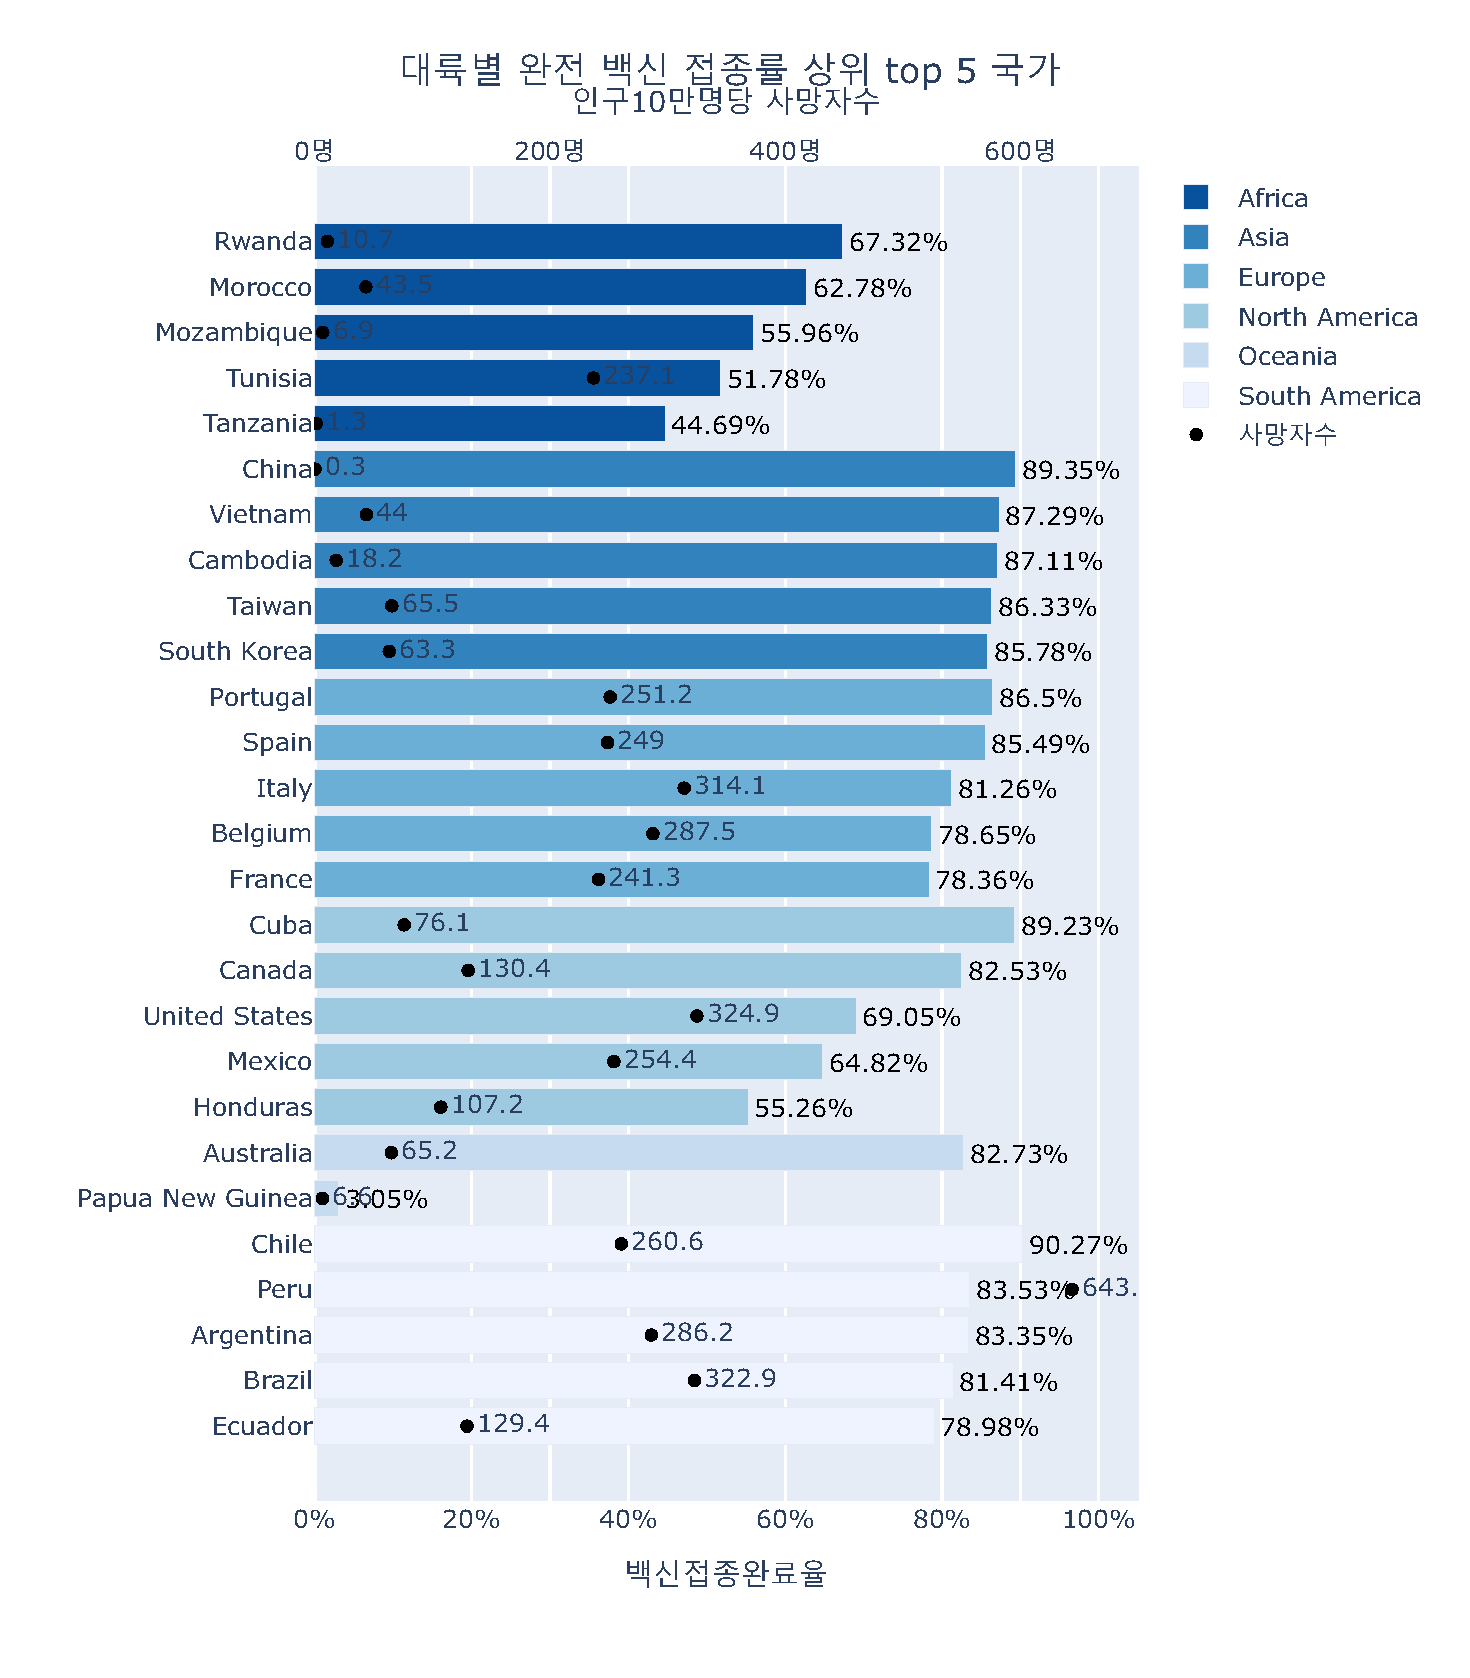 대륙별 완전 백신 접종률 상위 top 5 국가
인구10만명당 사망자수
0명 200명 400명 600명
Rwanda 10.7 67.32%
Morocco 43.5 62.78%
Mozambique 6.9 55.96%
Tunisia 237.1 51.78%
Tanzania 1.3 44.69%
China 0.3 89.35%
Vietnam 44 87.29%
Cambodia 18.2 87.11%
Taiwan 65.5 86.33%
South Korea 63.3 85.78%
Portugal 251.2 86.5%
Spain 249 85.49%
Italy 314.1 81.26%
Belgium 287.5 78.65%
France 241.3 78.36%
Cuba 76.1 89.23%
Canada 130.4 82.53%
United States 324.9 69.05%
Mexico 254.4 64.82%
Honduras 107.2 55.26%
Australia 65.2 82.73%
Papua New Guinea 6.6 3.05%
Chile 260.6 90.27%
Peru 83.53% 643.
Argentina 286.2 83.35%
Brazil 322.9 81.41%
Ecuador 129.4 78.98%
0% 20% 40% 60% 80% 100%
백신접종완료율
Africa
Asia
Europe
North America
Oceania
South America
사망자수